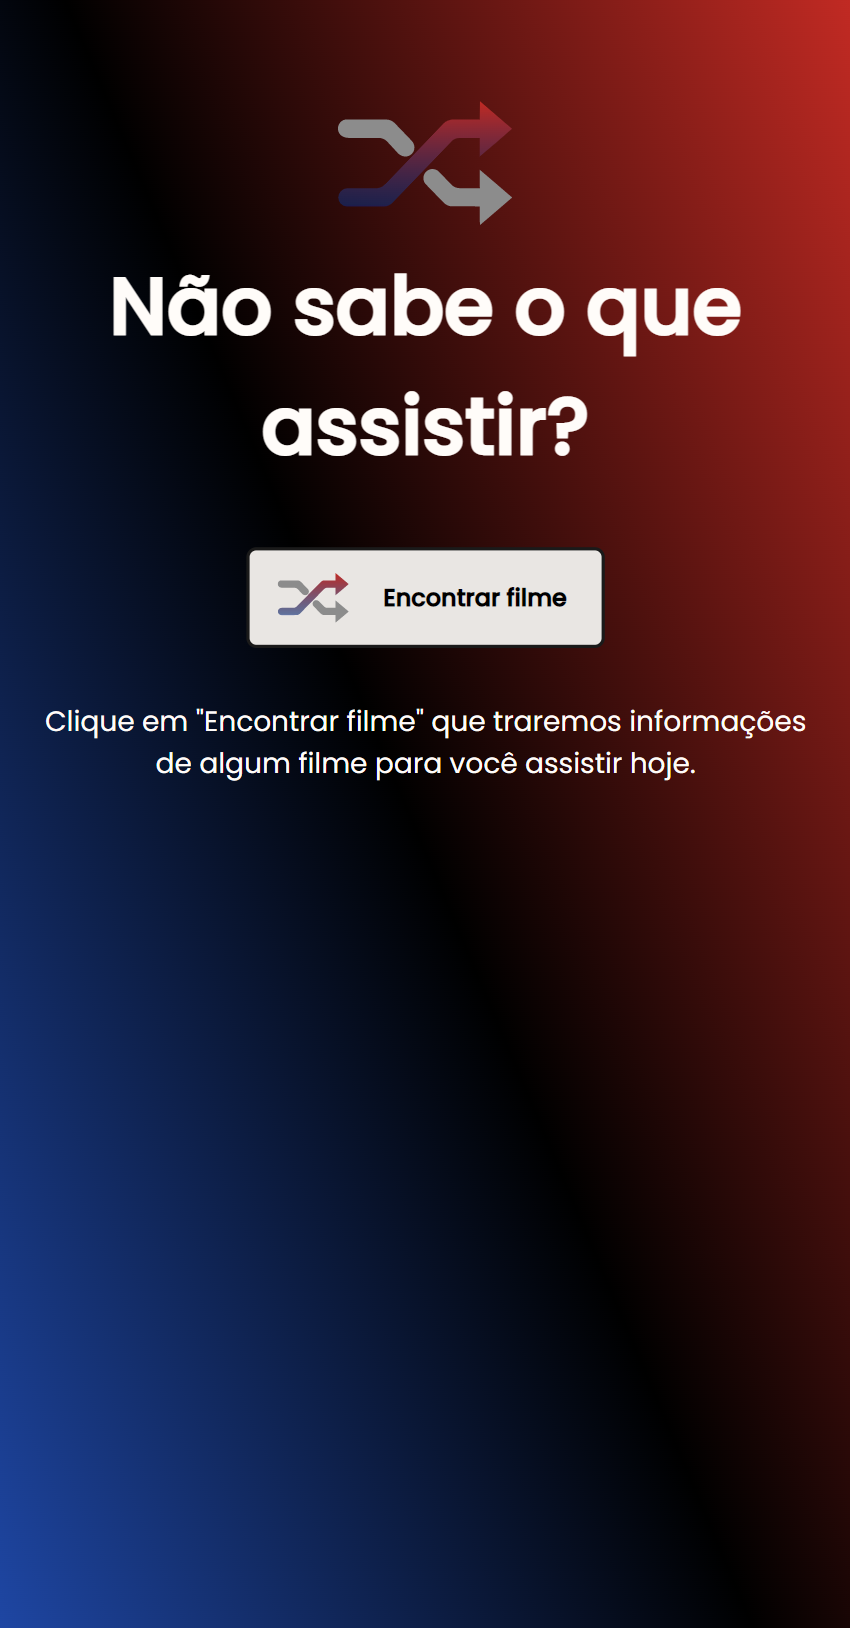 Não sabe o que
assistir?
Encontrar filme
Clique em "Encontrar filme" que traremos informações
de algum filme para você assistir hoje.